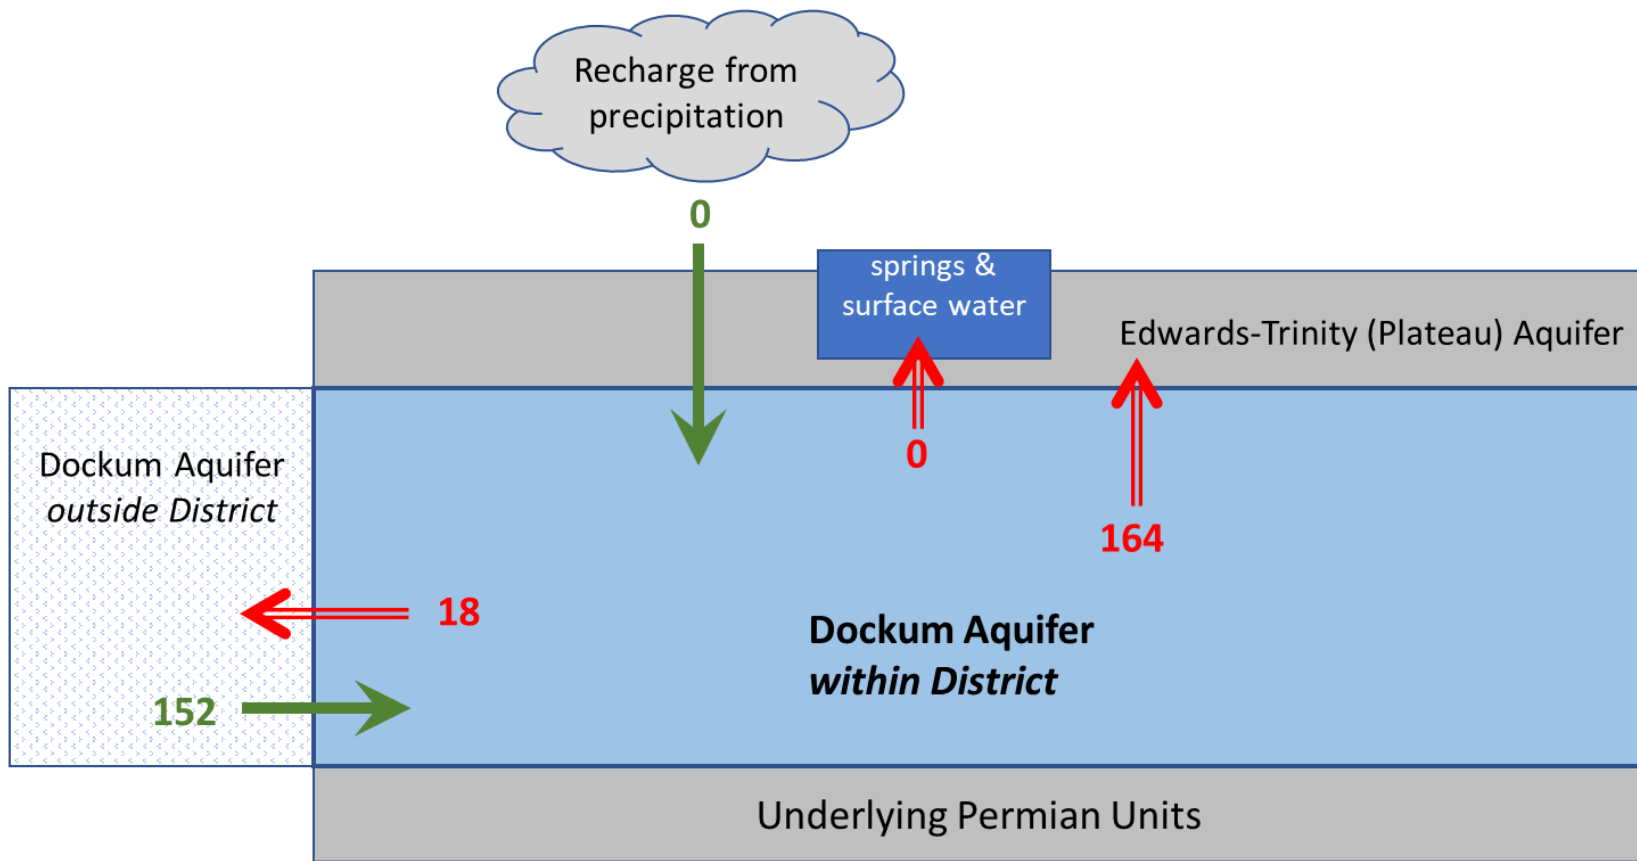 Recharge from
precipitation
0
springs &
surface water
Edwards-Trinity (Plateau) Aquifer
Dockum Aquifer
outside District
0
164
18
Dockum Aquifer
within District
152
Underlying Permian Units